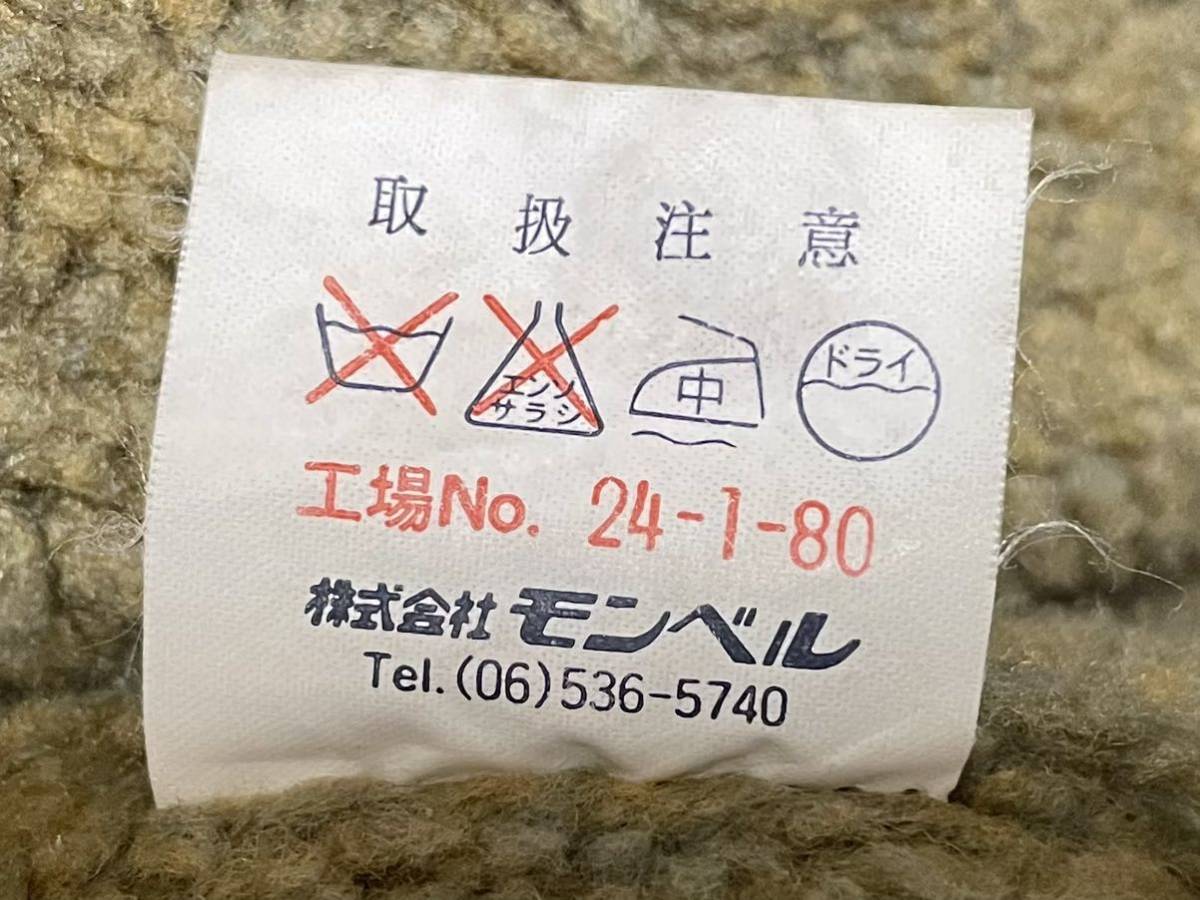 取扱注意
エンソ
サラシ
中
ドライ
工場No. 24-1-80
株式会社モンベル
Tel.(06)536-5740